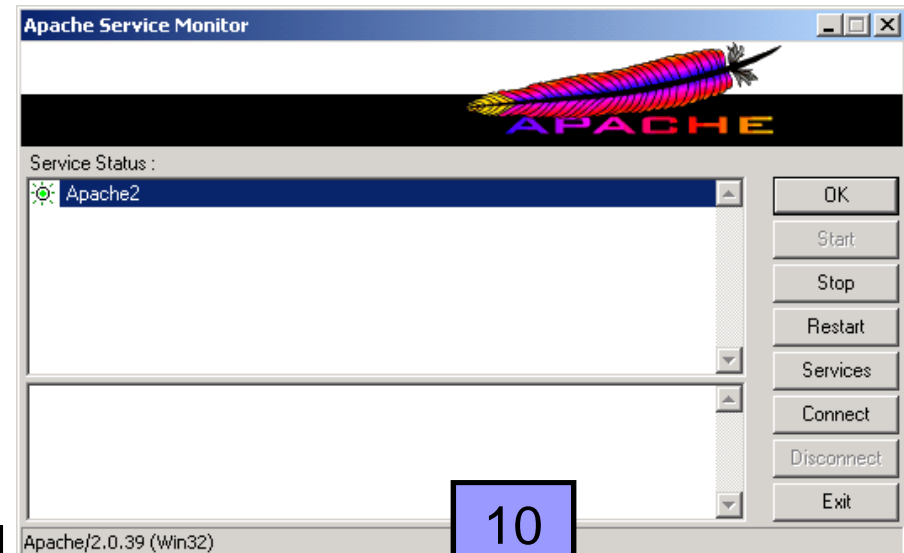 Apache Service Monitor
APACHE
Service Status :
Apache2
OK
Start
Stop
Restart
Services
Connect
Disconnect
Exit
10
Apache/2.0.39 (Win32)